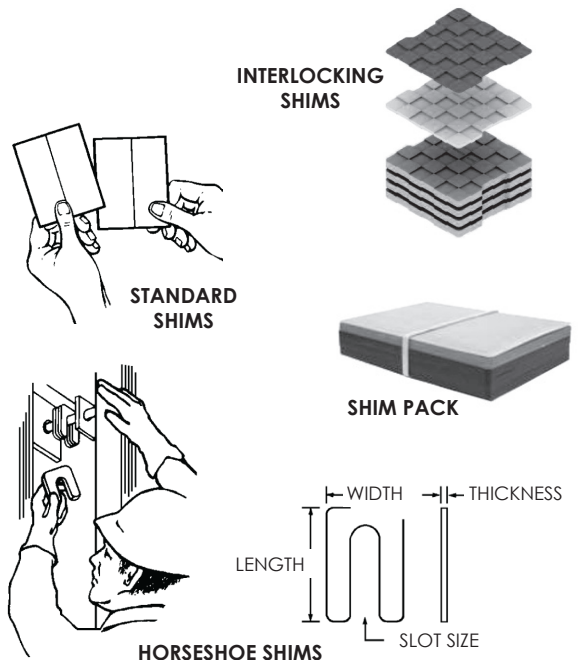 INTERLOCKING
SHIMS
STANDARD
SHIMS
SHIM PACK
WIDTH
THICKNESS
LENGTH
SLOT SIZE
HORSESHOE SHIMS